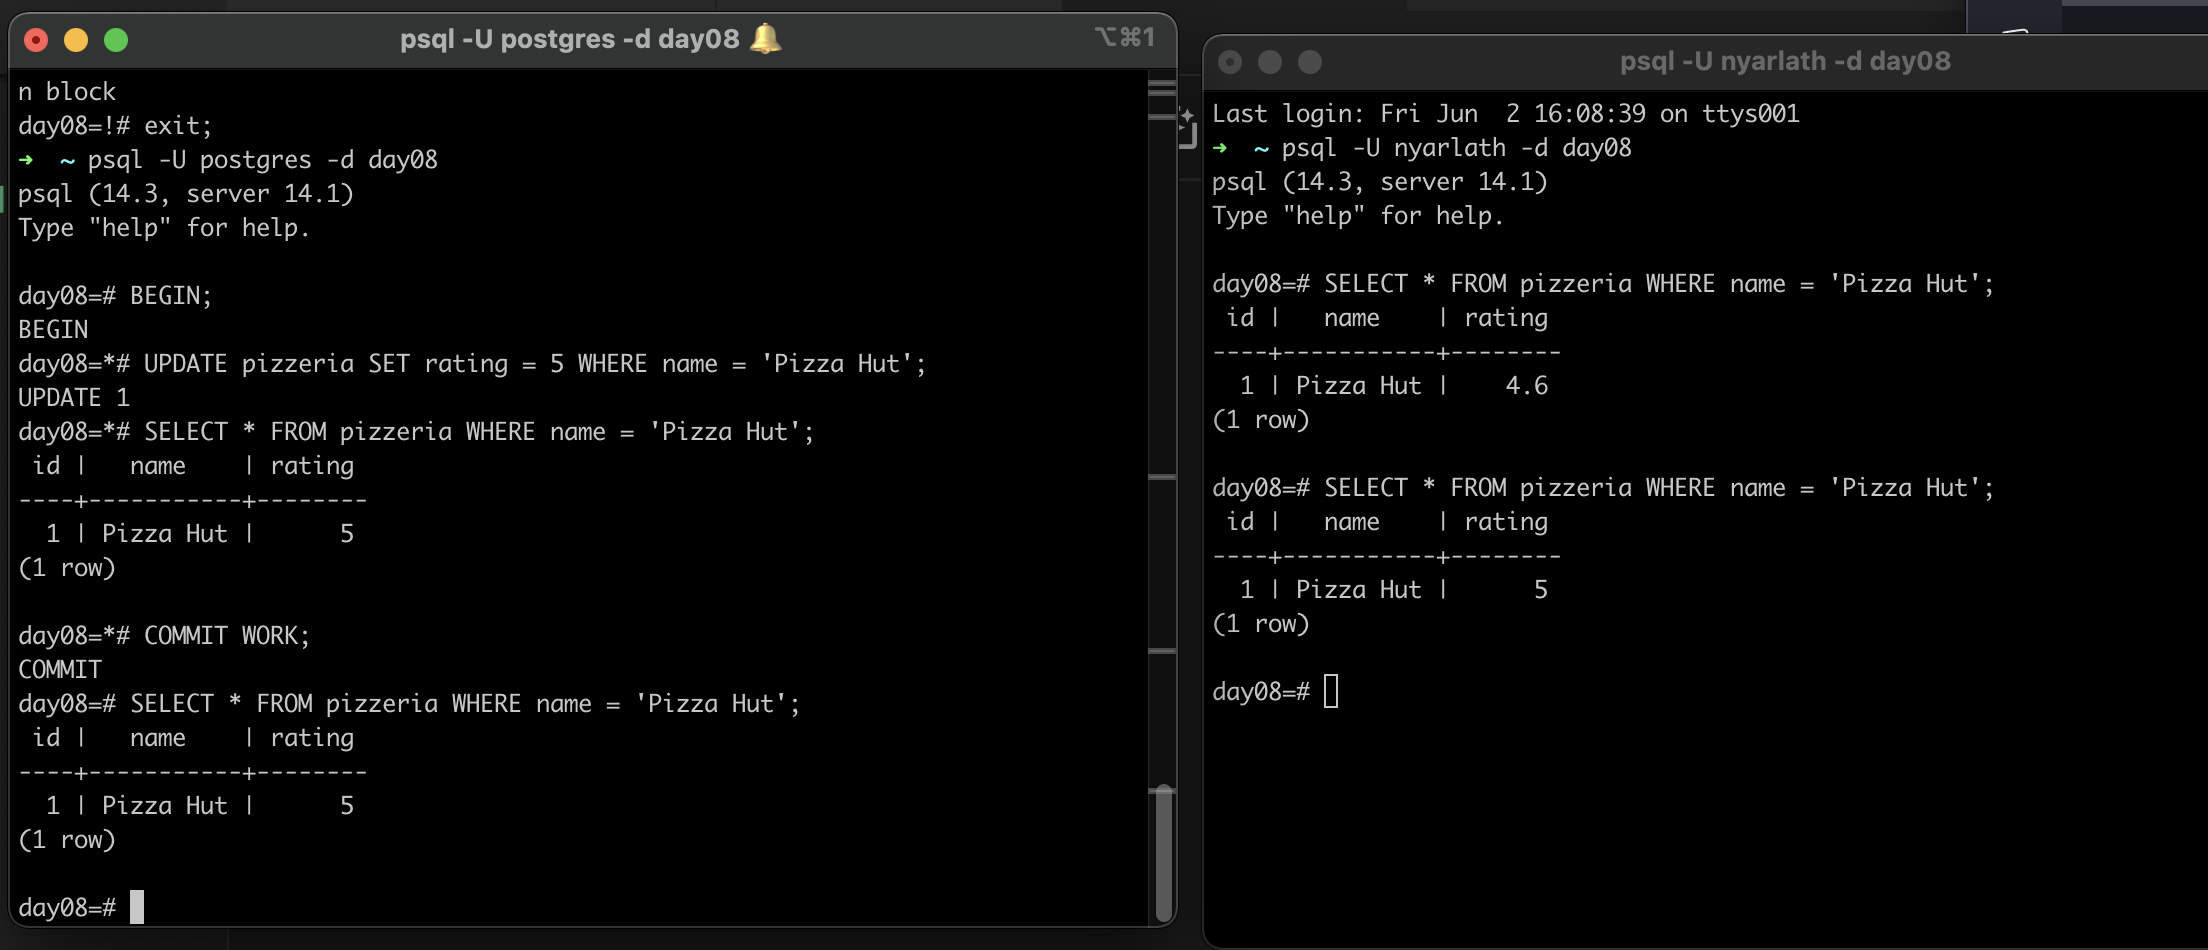 psql -U postgres -d day08 🔔
⌥⌘1
n block
day08=!# exit;
➜  ~ psql -U postgres -d day08
psql (14.3, server 14.1)
Type "help" for help.
day08=# BEGIN;
BEGIN
day08=*# UPDATE pizzeria SET rating = 5 WHERE name = 'Pizza Hut';
UPDATE 1
day08=*# SELECT * FROM pizzeria WHERE name = 'Pizza Hut';
 id |   name    | rating
----+-----------+--------
  1 | Pizza Hut |      5
(1 row)
day08=*# COMMIT WORK;
COMMIT
day08=# SELECT * FROM pizzeria WHERE name = 'Pizza Hut';
 id |   name    | rating
----+-----------+--------
  1 | Pizza Hut |      5
(1 row)
day08=#
psql -U nyarlath -d day08
Last login: Fri Jun  2 16:08:39 on ttys001
➜  ~ psql -U nyarlath -d day08
psql (14.3, server 14.1)
Type "help" for help.
day08=# SELECT * FROM pizzeria WHERE name = 'Pizza Hut';
 id |   name    | rating
----+-----------+--------
  1 | Pizza Hut |    4.6
(1 row)
day08=# SELECT * FROM pizzeria WHERE name = 'Pizza Hut';
 id |   name    | rating
----+-----------+--------
  1 | Pizza Hut |      5
(1 row)
day08=#